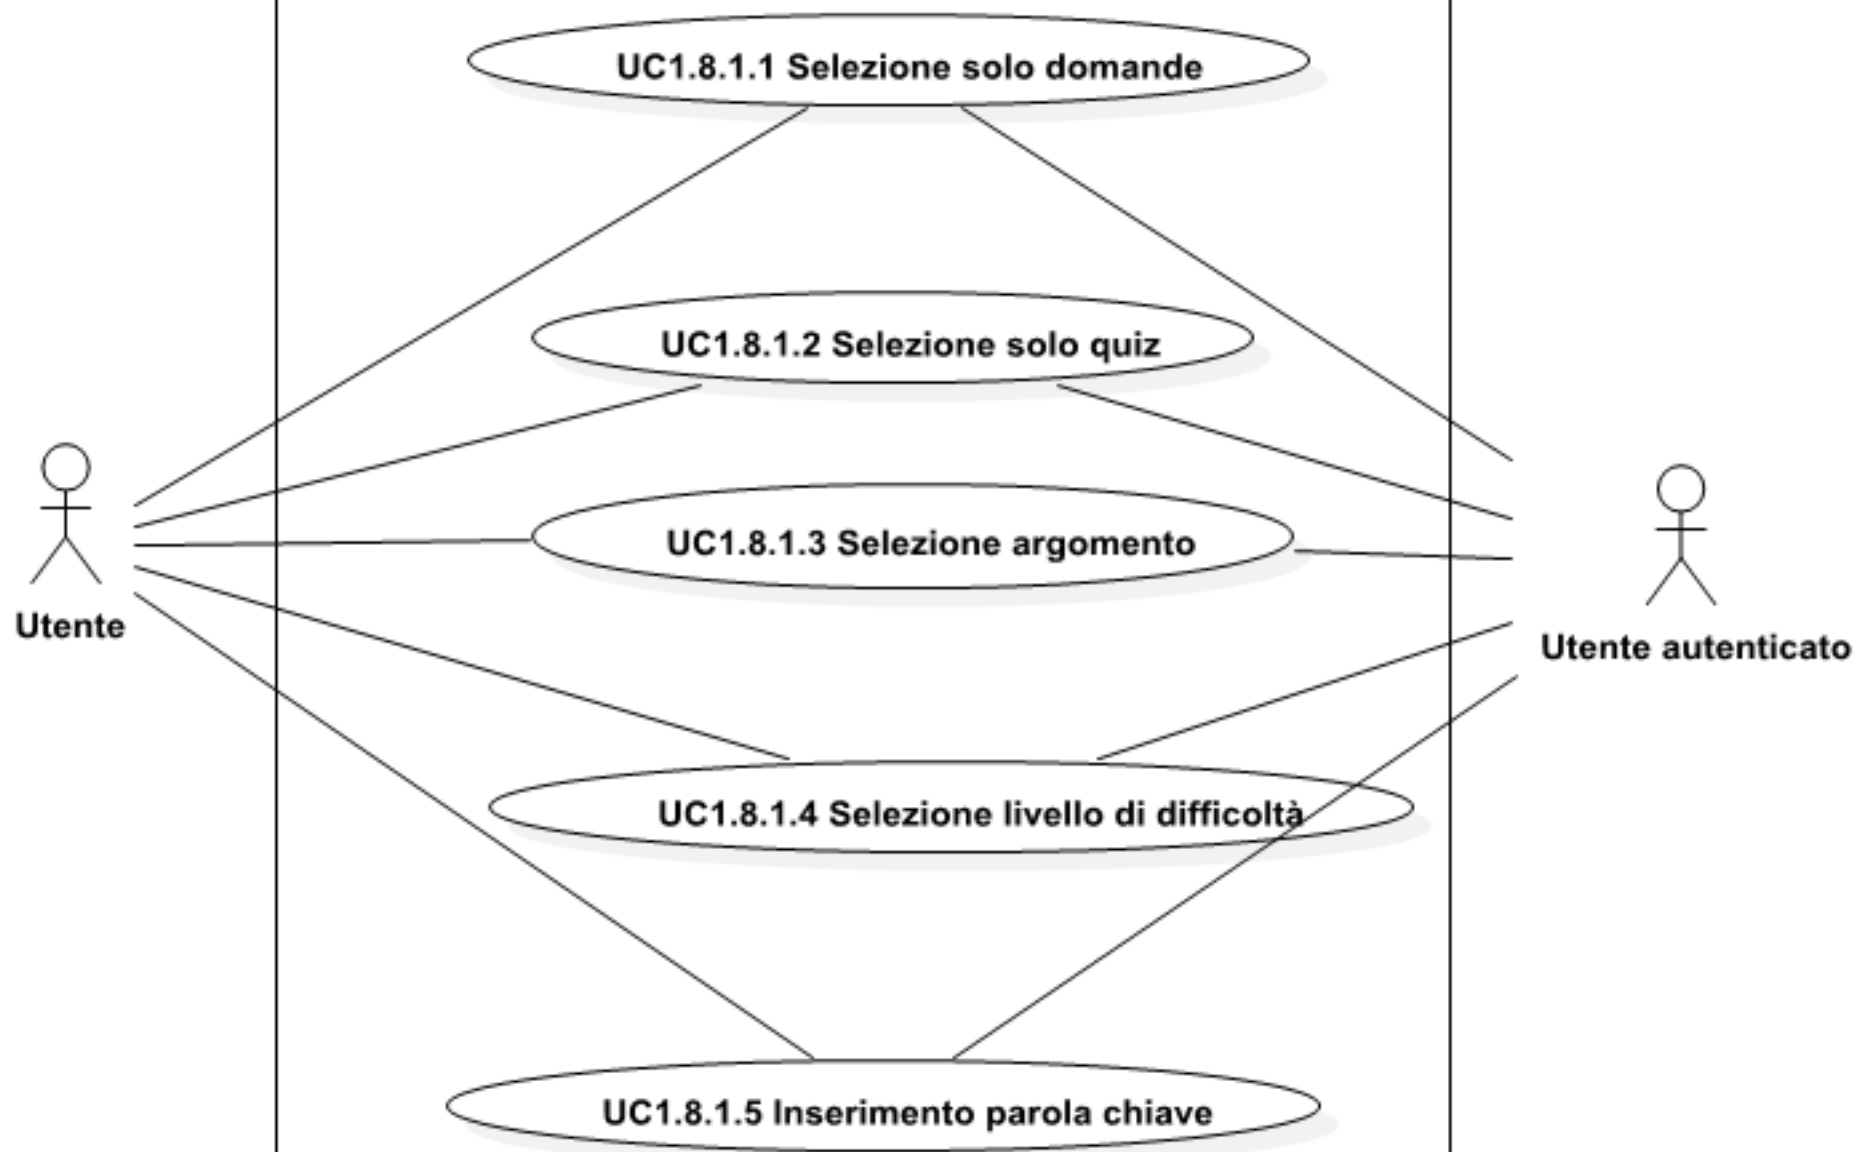 UC1.8.1.1 Selezione solo domande
UC1.8.1.2 Selezione solo quiz
UC1.8.1.3 Selezione argomento
Utente
Utente autenticato
UC1.8.1.4 Selezione livello di difficoltà
UC1.8.1.5 Inserimento parola chiave